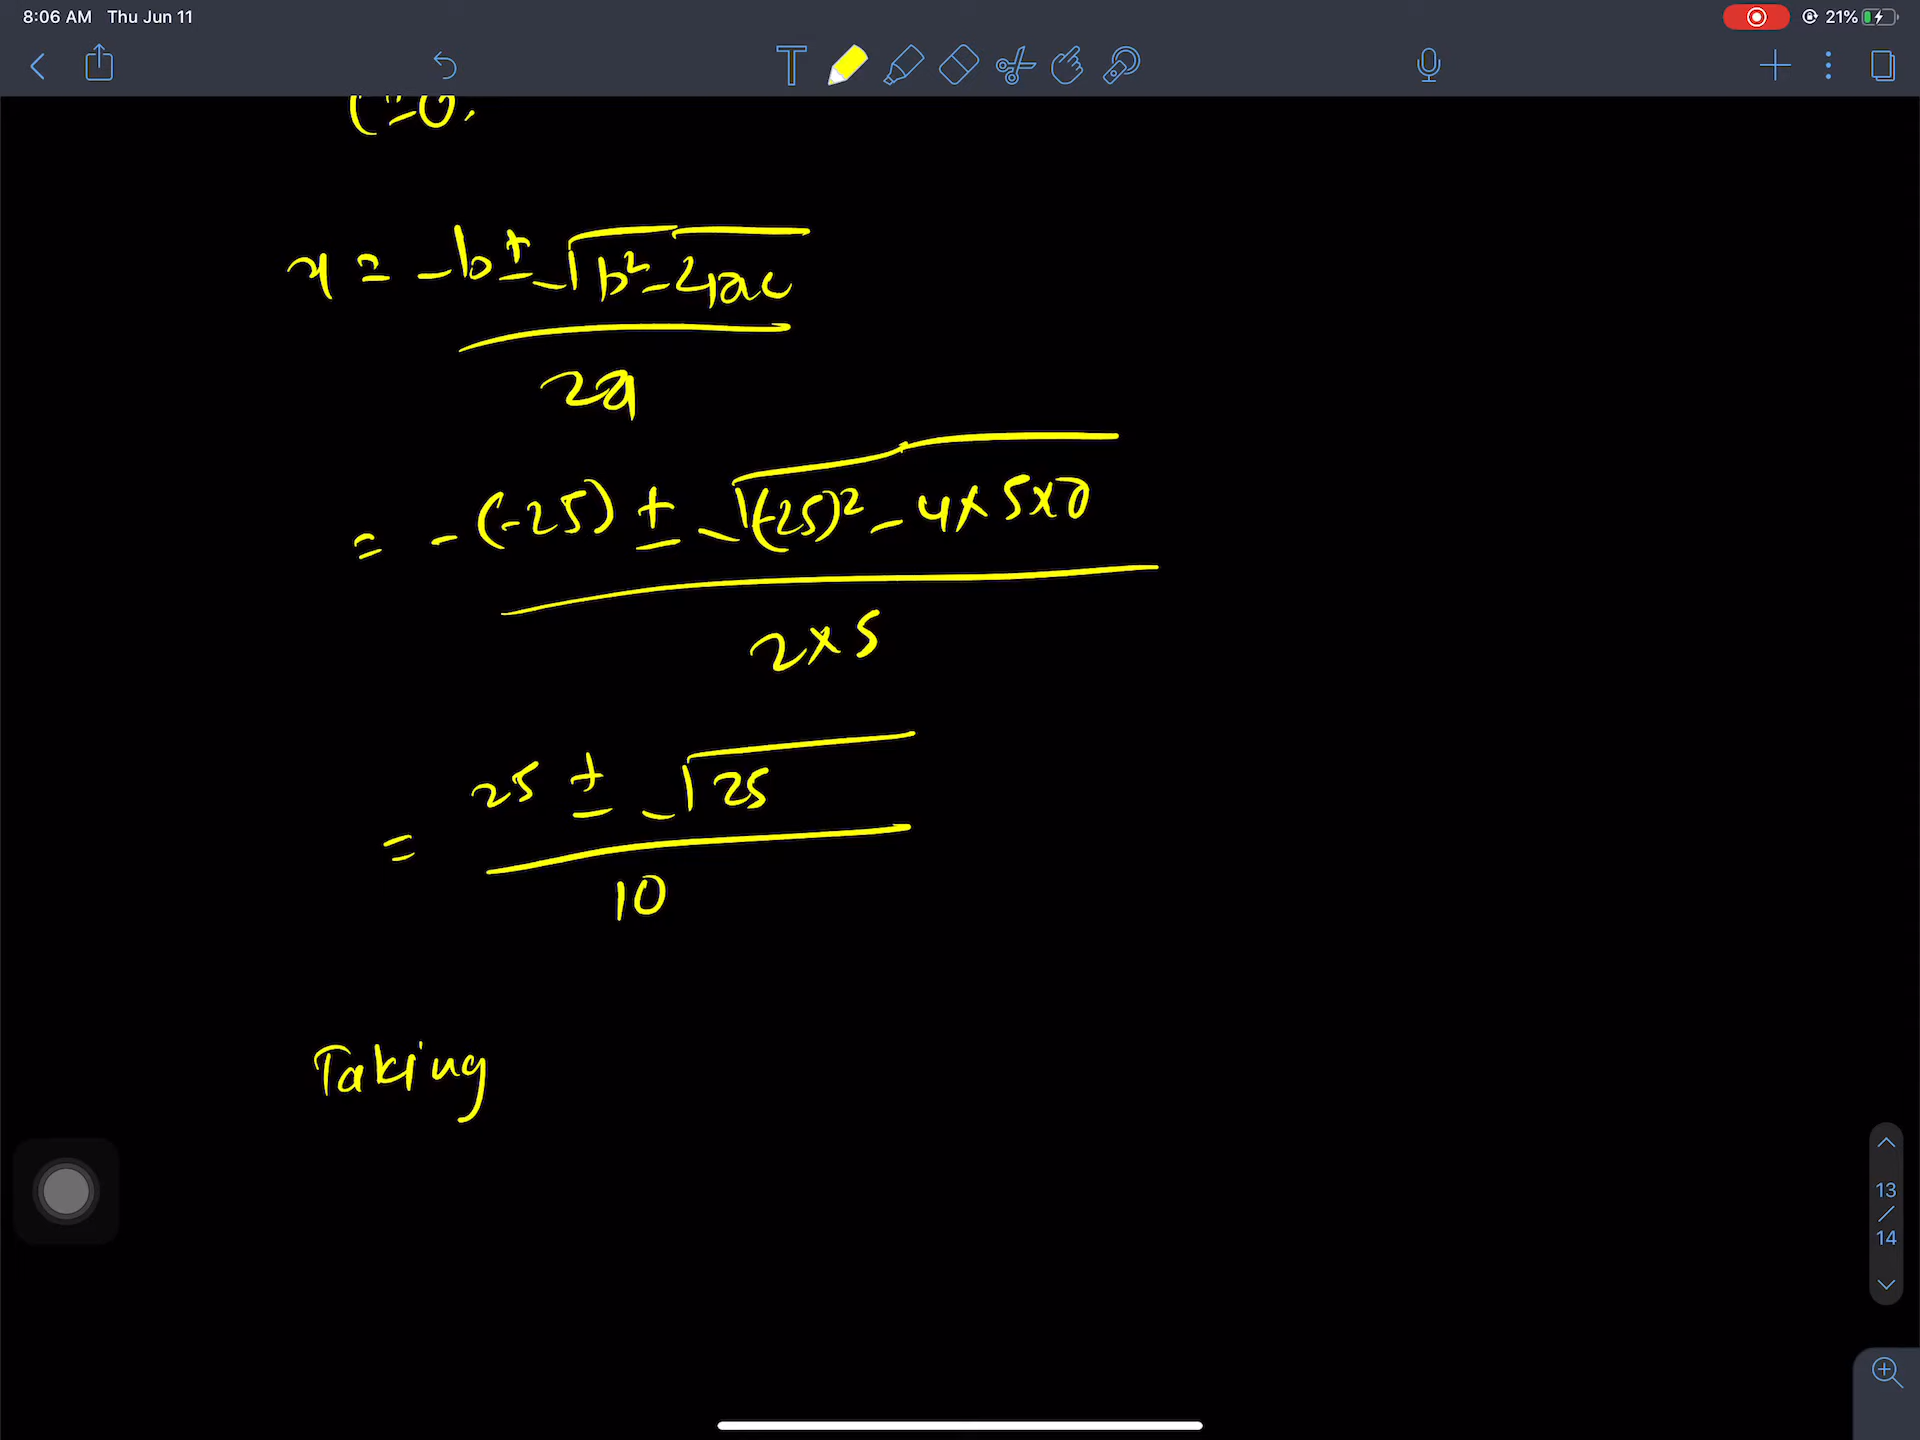 8:06 AM Thu Jun 11
21%
T
C=0,
x = -b ± √b² - 4ac
2a
= -(-25) ± √(-25)² - 4 x 5 x 0
2 x 5
= 25 ± √25
10
Taking
13
/
14